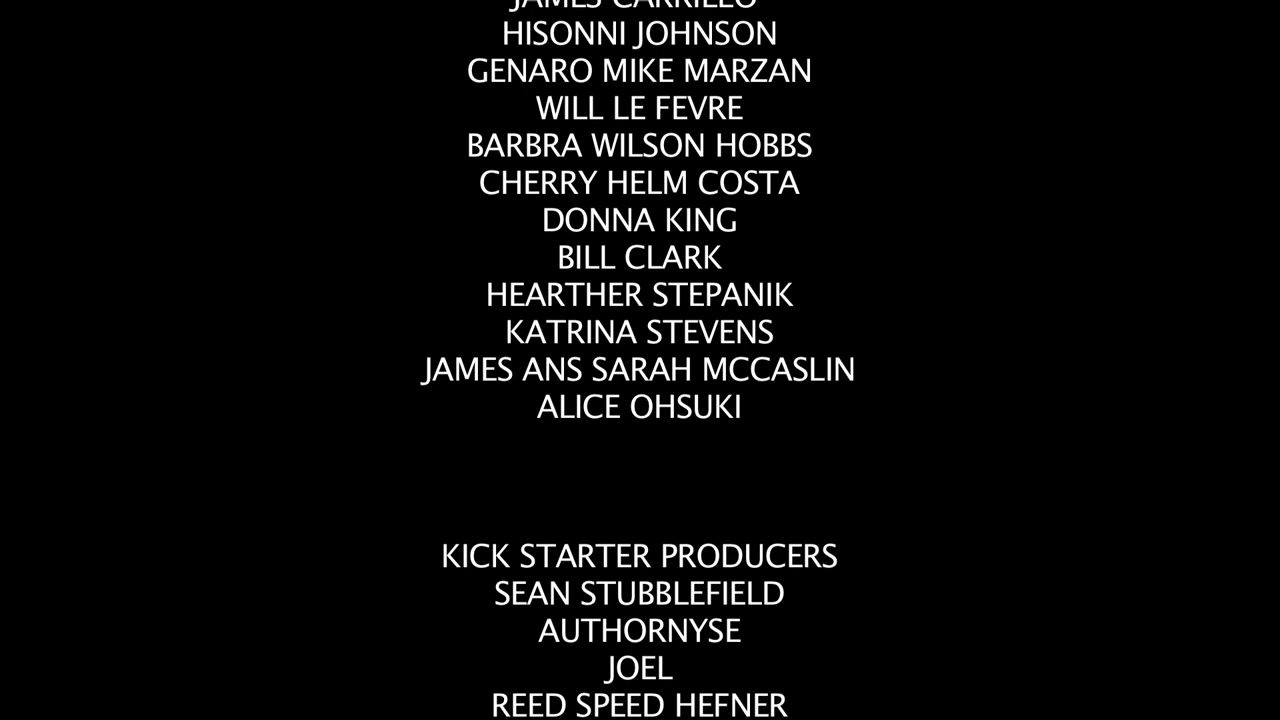 JAMES CARRILLO
HISONNI JOHNSON
GENARO MIKE MARZAN
WILL LE FEVRE
BARBRA WILSON HOBBS
CHERRY HELM COSTA
DONNA KING
BILL CLARK
HEARTHER STEPANIK
KATRINA STEVENS
JAMES ANS SARAH MCCASLIN
ALICE OHSUKI
KICK STARTER PRODUCERS
SEAN STUBBLEFIELD
AUTHORNYSE
JOEL
REED SPEED HEFNER